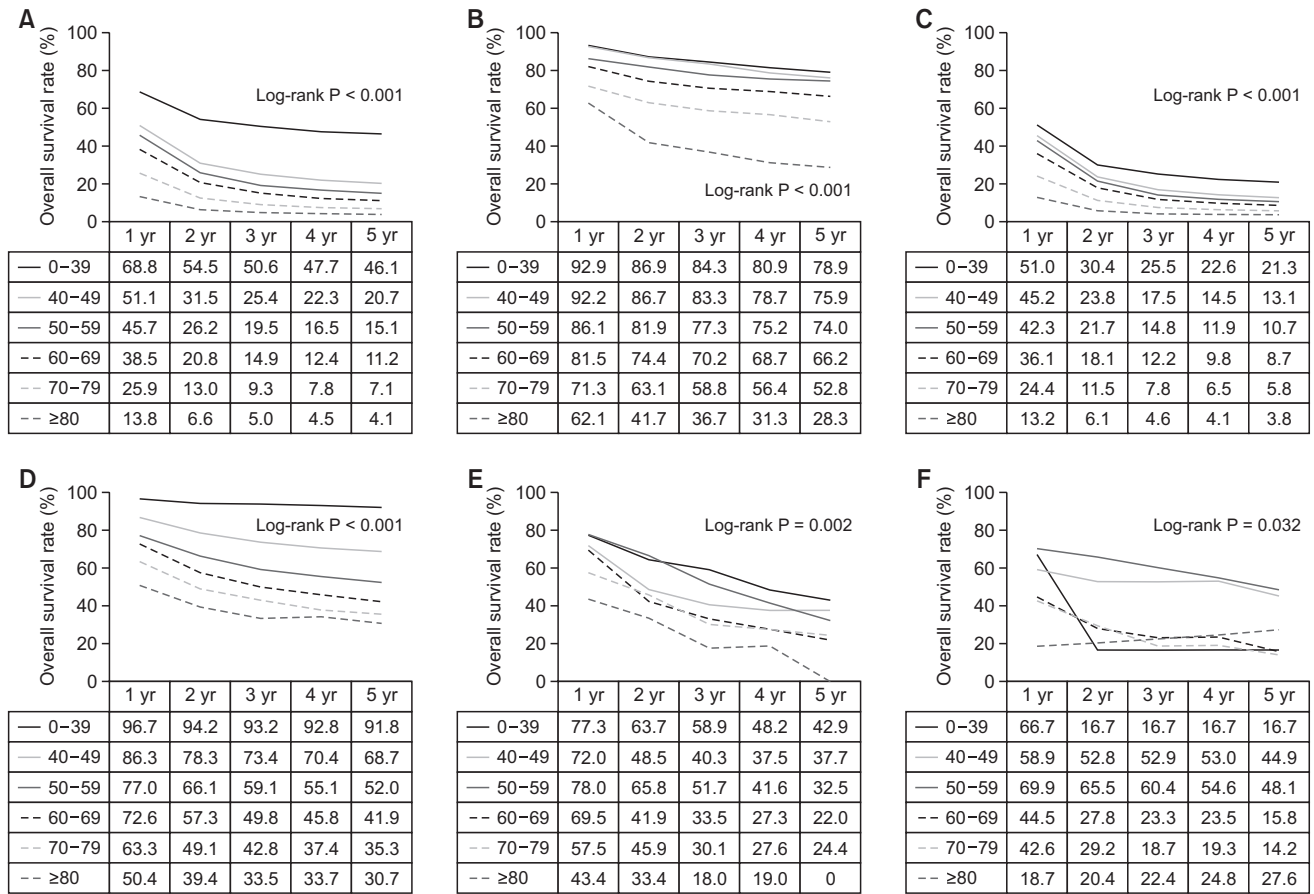 A
Overall survival rate (%)
100
80
60
40
20
0
Log-rank P < 0.001
1 yr 2 yr 3 yr 4 yr 5 yr
0–39 68.8 54.5 50.6 47.7 46.1
40–49 51.1 31.5 25.4 22.3 20.7
50–59 45.7 26.2 19.5 16.5 15.1
60–69 38.5 20.8 14.9 12.4 11.2
70–79 25.9 13.0 9.3 7.8 7.1
≥80 13.8 6.6 5.0 4.5 4.1
B
Overall survival rate (%)
100
80
60
40
20
0
Log-rank P < 0.001
1 yr 2 yr 3 yr 4 yr 5 yr
0–39 92.9 86.9 84.3 80.9 78.9
40–49 92.2 86.7 83.3 78.7 75.9
50–59 86.1 81.9 77.3 75.2 74.0
60–69 81.5 74.4 70.2 68.7 66.2
70–79 71.3 63.1 58.8 56.4 52.8
≥80 62.1 41.7 36.7 31.3 28.3
C
Overall survival rate (%)
100
80
60
40
20
0
Log-rank P < 0.001
1 yr 2 yr 3 yr 4 yr 5 yr
0–39 51.0 30.4 25.5 22.6 21.3
40–49 45.2 23.8 17.5 14.5 13.1
50–59 42.3 21.7 14.8 11.9 10.7
60–69 36.1 18.1 12.2 9.8 8.7
70–79 24.4 11.5 7.8 6.5 5.8
≥80 13.2 6.1 4.6 4.1 3.8
D
Overall survival rate (%)
100
80
60
40
20
0
Log-rank P < 0.001
1 yr 2 yr 3 yr 4 yr 5 yr
0–39 96.7 94.2 93.2 92.8 91.8
40–49 86.3 78.3 73.4 70.4 68.7
50–59 77.0 66.1 59.1 55.1 52.0
60–69 72.6 57.3 49.8 45.8 41.9
70–79 63.3 49.1 42.8 37.4 35.3
≥80 50.4 39.4 33.5 33.7 30.7
E
Overall survival rate (%)
100
80
60
40
20
0
Log-rank P = 0.002
1 yr 2 yr 3 yr 4 yr 5 yr
0–39 77.3 63.7 58.9 48.2 42.9
40–49 72.0 48.5 40.3 37.5 37.7
50–59 78.0 65.8 51.7 41.6 32.5
60–69 69.5 41.9 33.5 27.3 22.0
70–79 57.5 45.9 30.1 27.6 24.4
≥80 43.4 33.4 18.0 19.0 0
F
Overall survival rate (%)
100
80
60
40
20
0
Log-rank P = 0.032
1 yr 2 yr 3 yr 4 yr 5 yr
0–39 66.7 16.7 16.7 16.7 16.7
40–49 58.9 52.8 52.9 53.0 44.9
50–59 69.9 65.5 60.4 54.6 48.1
60–69 44.5 27.8 23.3 23.5 15.8
70–79 42.6 29.2 18.7 19.3 14.2
≥80 18.7 20.4 22.4 24.8 27.6